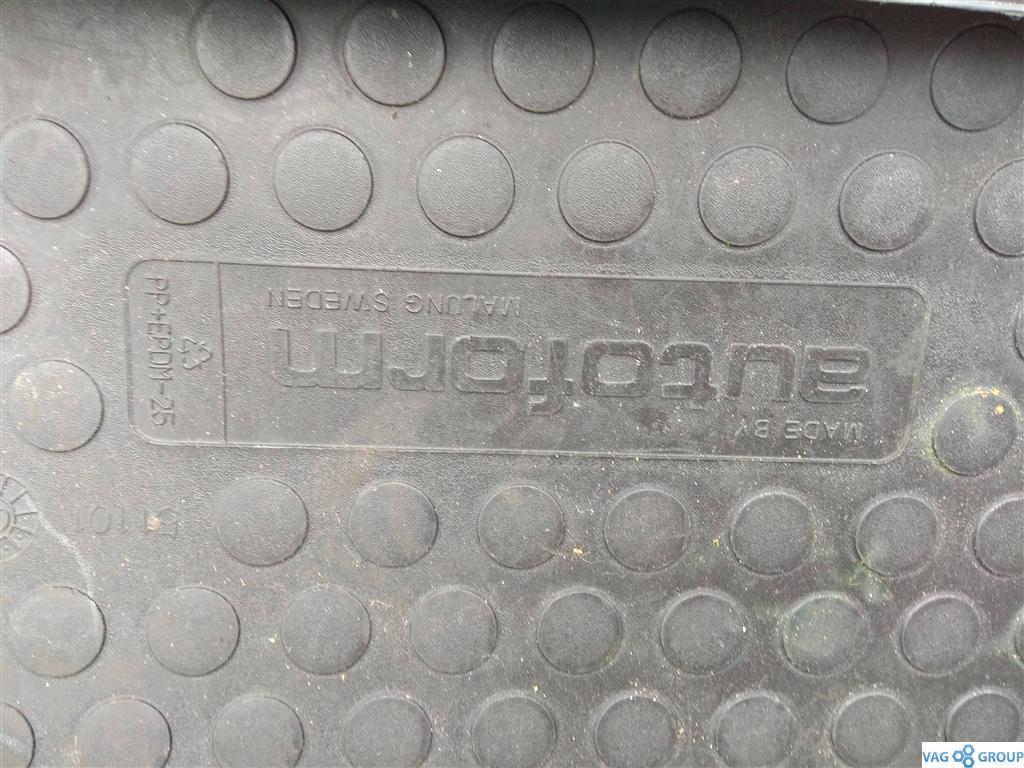 MADE BY
autoform
MALUNG SWEDEN
PP+EPDM-25
VAG GROUP